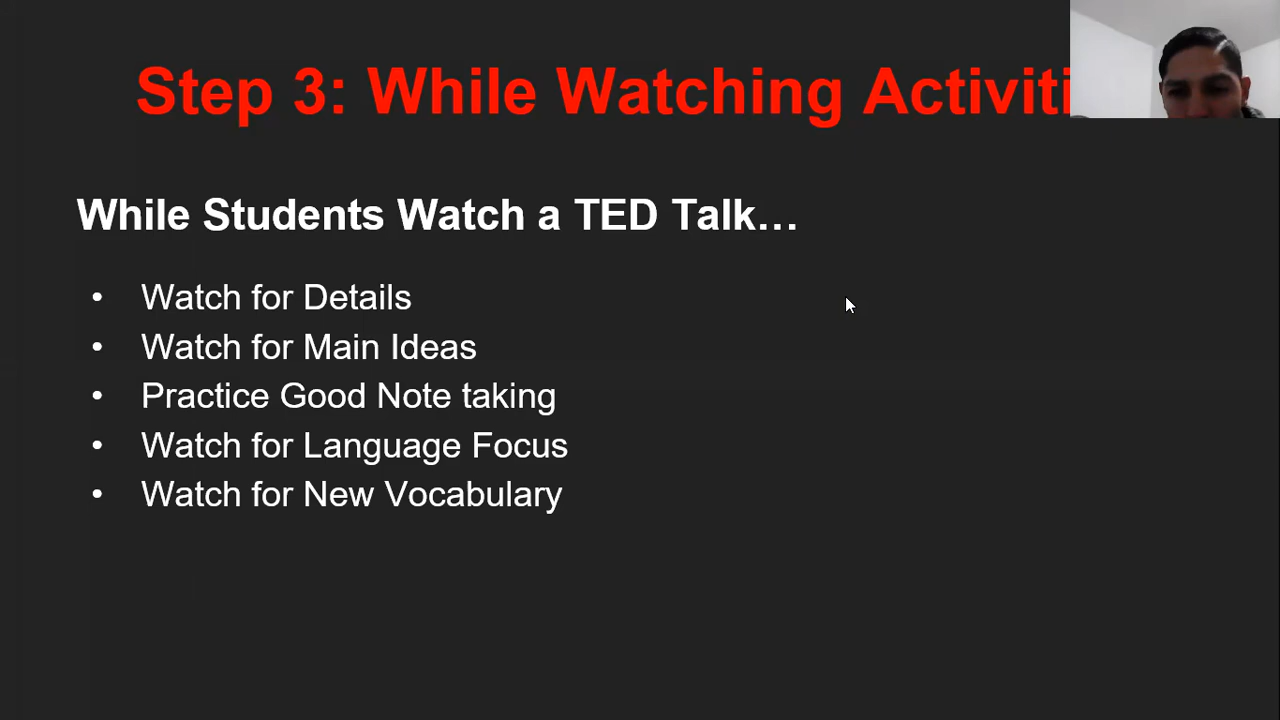 Step 3: While Watching Activiti
While Students Watch a TED Talk…
• Watch for Details
• Watch for Main Ideas
• Practice Good Note taking
• Watch for Language Focus
• Watch for New Vocabulary